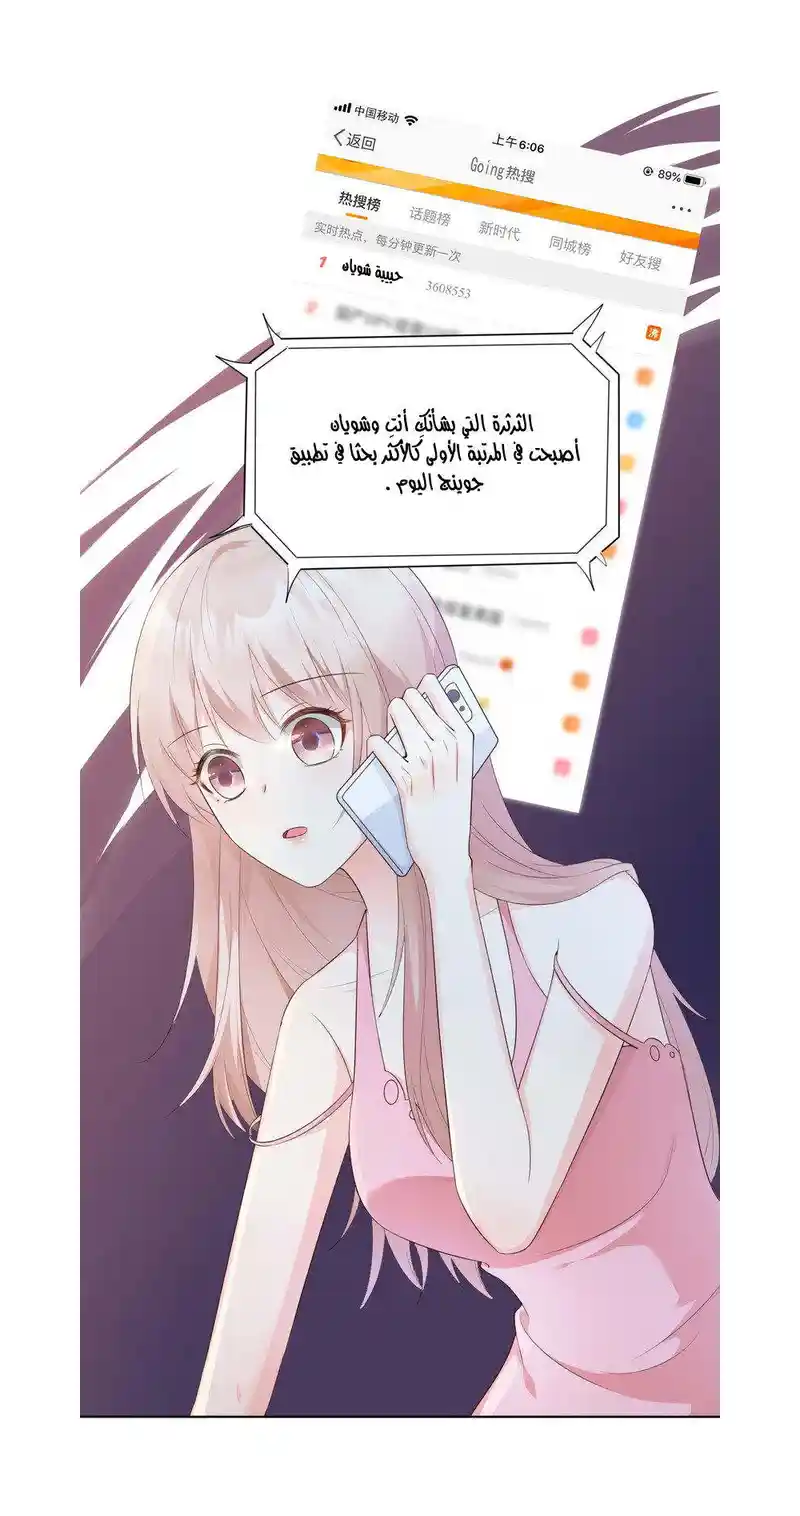 中国移动
上午6:06
89%
返回
Going热搜
热搜榜 话题榜 新时代 同城榜 好友搜
实时热点，每分钟更新一次
1 حبيبة شويان 3608553
2
沸
الثرثرة التي بشأنكِ أنتِ وشويان
أصبحت في المرتبة الأولى كالأكثر بحثا في تطبيق
جوينج اليوم .